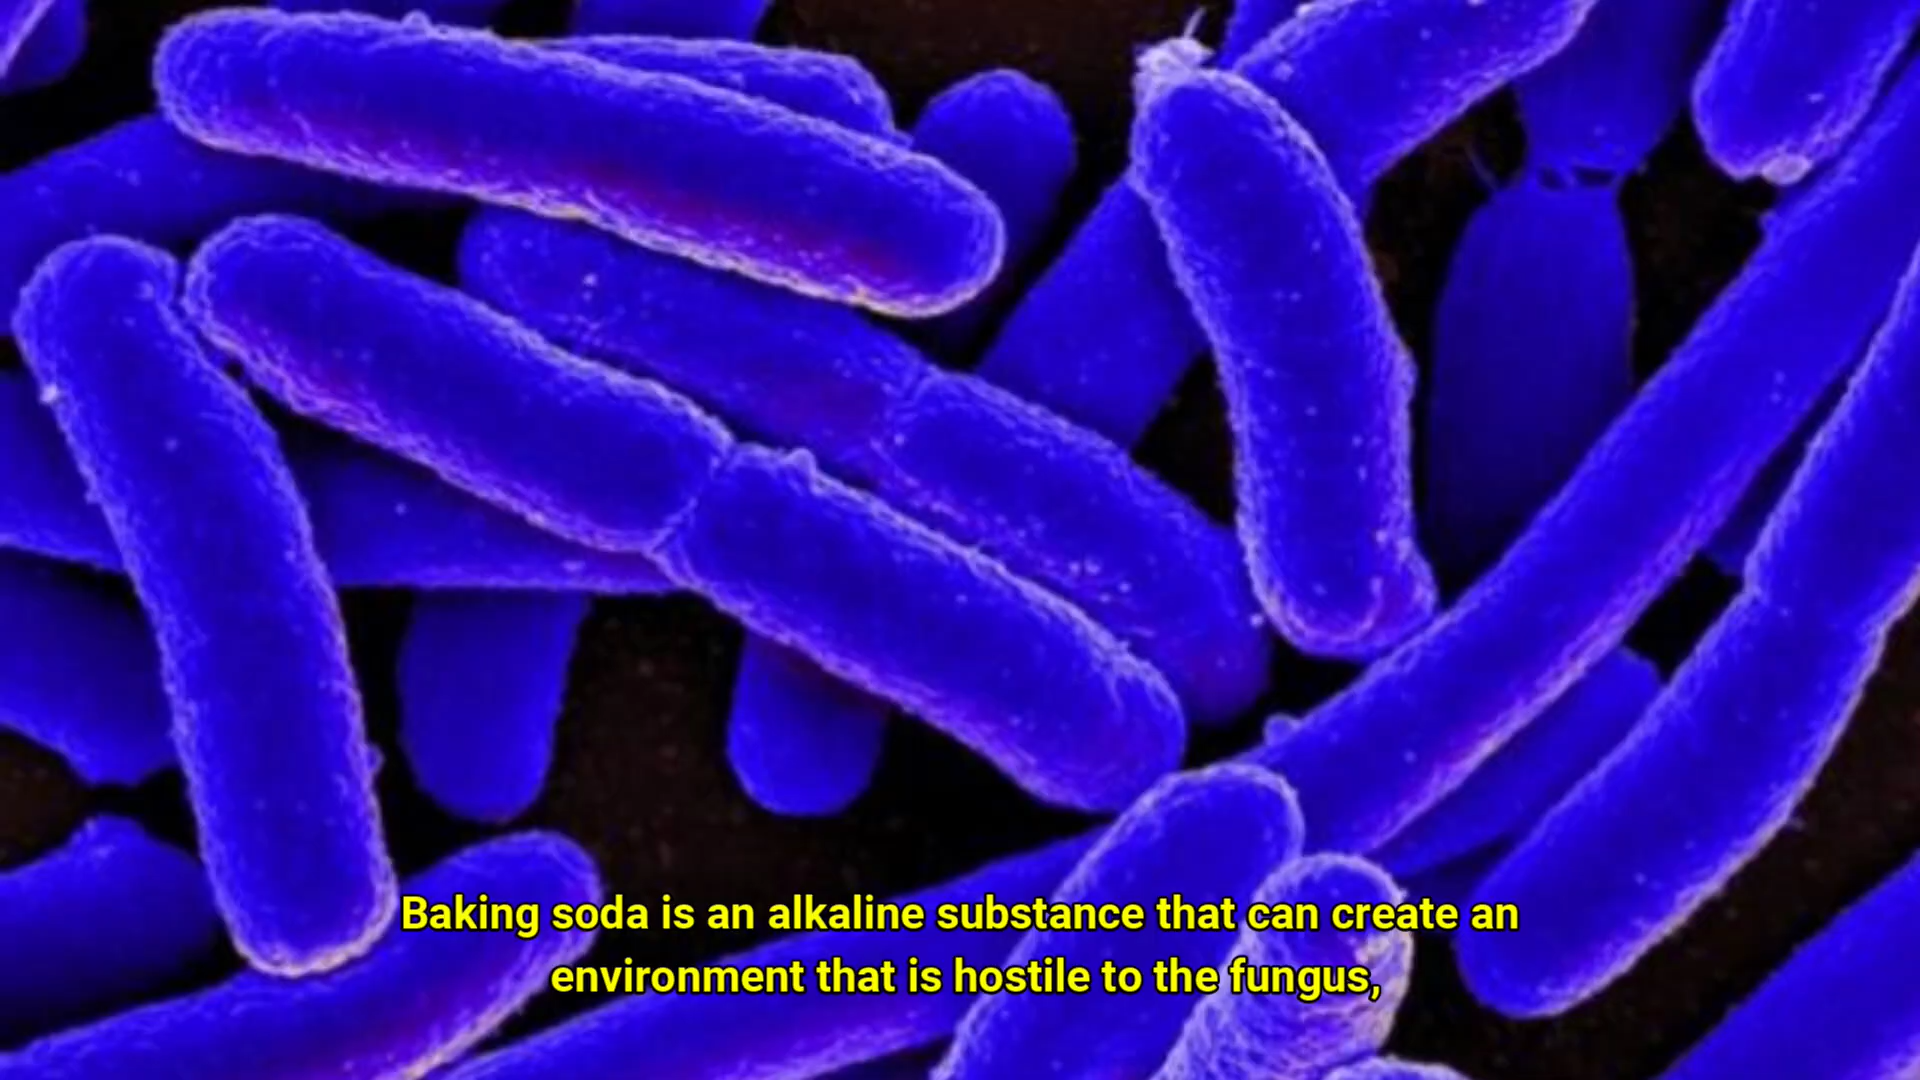 Baking soda is an alkaline substance that can create an
environment that is hostile to the fungus,